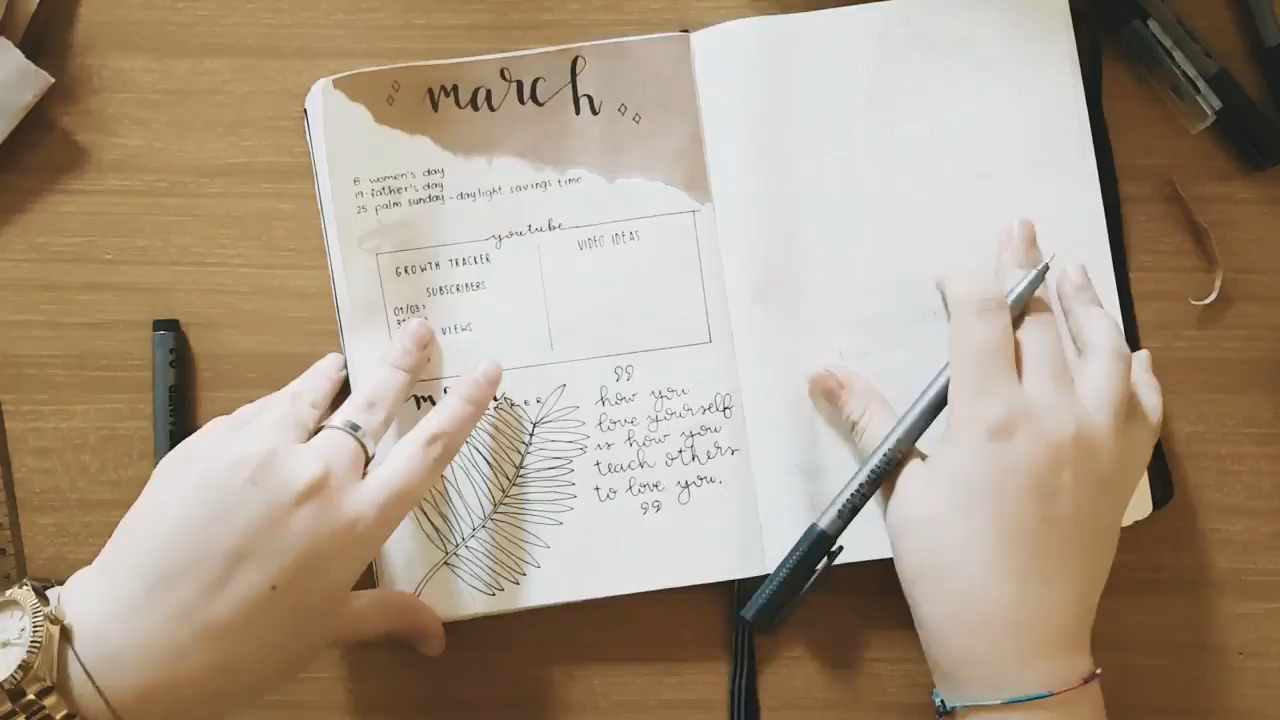 march
8- women's day
19- father's day
25 palm sunday - daylight savings time
youtube
GROWTH TRACKER
SUBSCRIBERS
01/03:
VIEWS
VIDEO IDEAS
how you
love yourself
is how you
teach others
to love you.